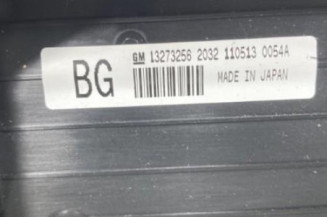 GM 13273256 2032 110513 0054A
BG
MADE IN JAPAN